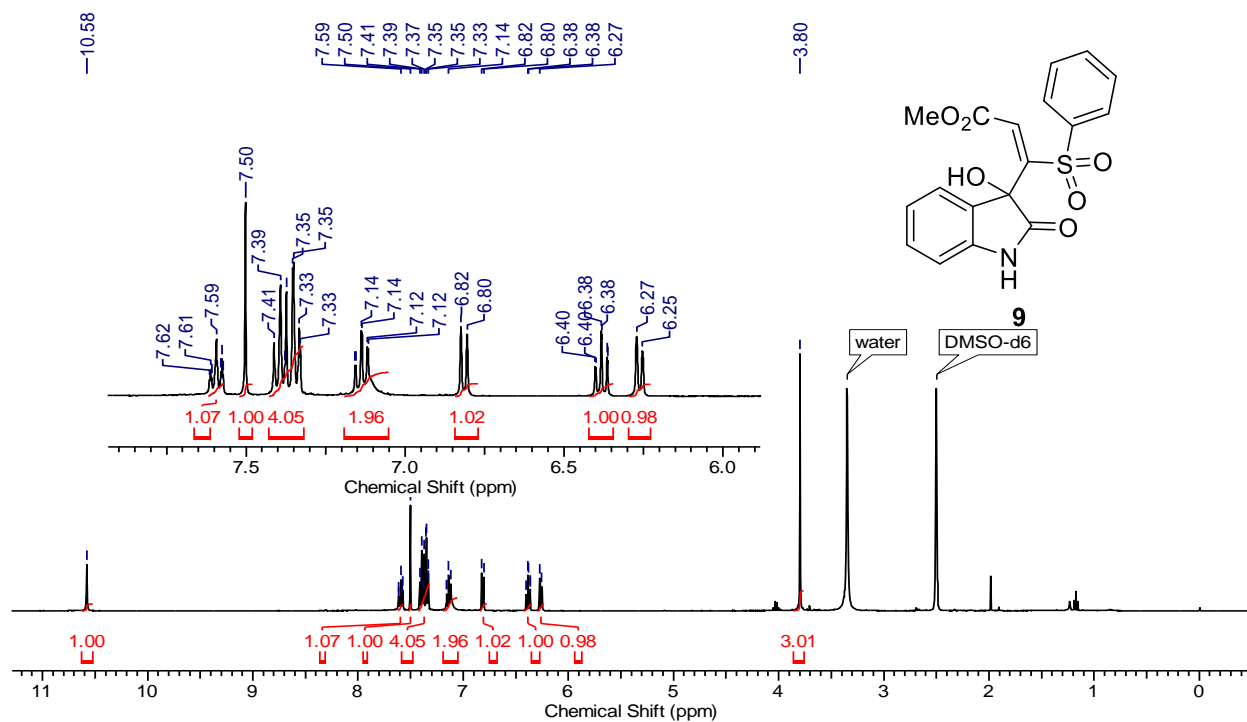 10.58
7.59
7.50
7.41
7.39
7.37
7.35
7.35
7.33
7.14
6.82
6.80
6.38
6.38
6.27
3.80
7.62
7.61
7.59
7.50
7.41
7.39
7.35
7.35
7.33
7.33
7.14
7.14
7.12
7.12
6.82
6.80
6.40
6.40
6.38
6.38
6.27
6.25
1.07 1.00 4.05 1.96 1.02 1.00 0.98
7.5 7.0 6.5 6.0
Chemical Shift (ppm)
MeO2C
S
O
O
HO
O
N
H
9
water
DMSO-d6
1.00 1.07 1.00 4.05 1.96 1.02 1.00 0.98 3.01
11 10 9 8 7 6 5 4 3 2 1 0
Chemical Shift (ppm)